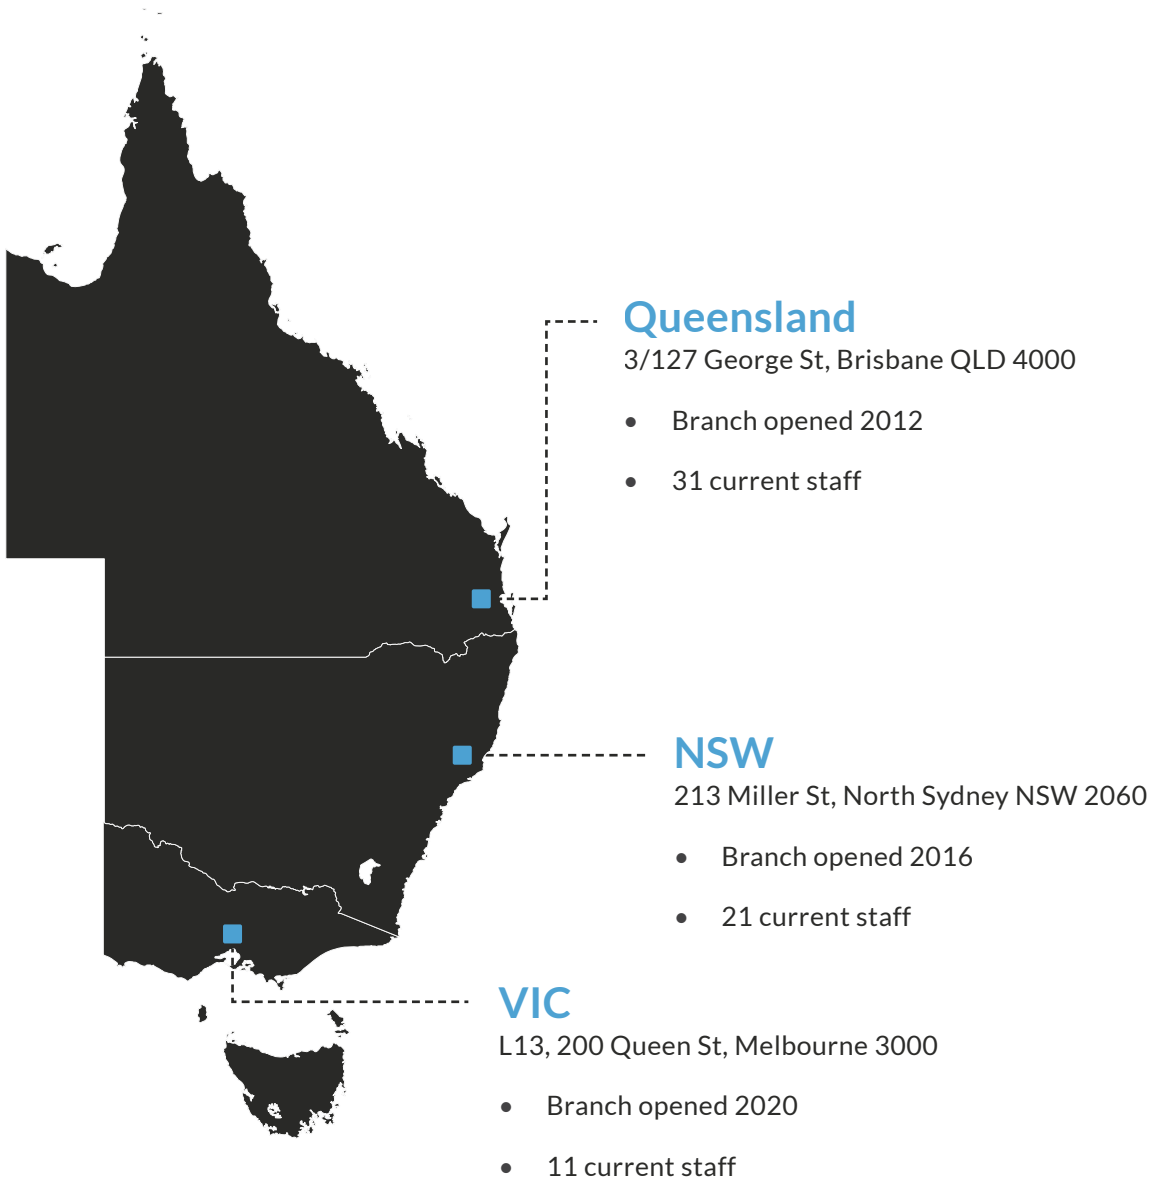 Queensland
3/127 George St, Brisbane QLD 4000
• Branch opened 2012
• 31 current staff
NSW
213 Miller St, North Sydney NSW 2060
• Branch opened 2016
• 21 current staff
VIC
L13, 200 Queen St, Melbourne 3000
• Branch opened 2020
• 11 current staff